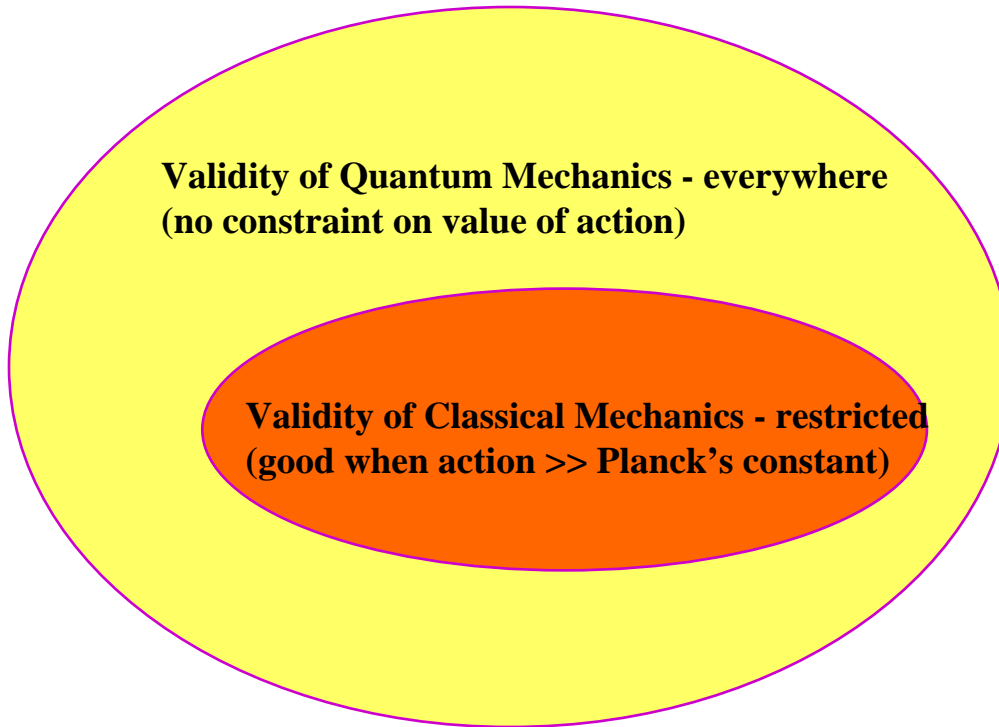 Validity of Quantum Mechanics - everywhere
(no constraint on value of action)
Validity of Classical Mechanics - restricted
(good when action >> Planck’s constant)